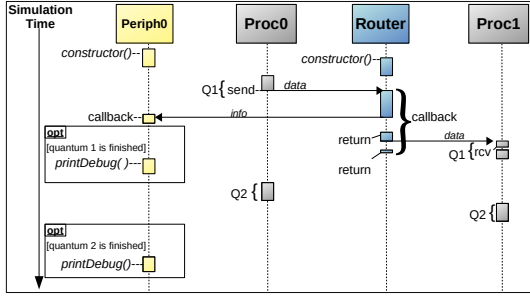 Simulation
Time
Periph0
Proc0
Router
Proc1
constructor()
constructor()
Q1{ send
data
callback
info
callback
opt
[quantum 1 is finished]
printDebug( )
return
data
Q1 {rcv
return
Q2 {
Q2 {
opt
[quantum 2 is finished]
printDebug()